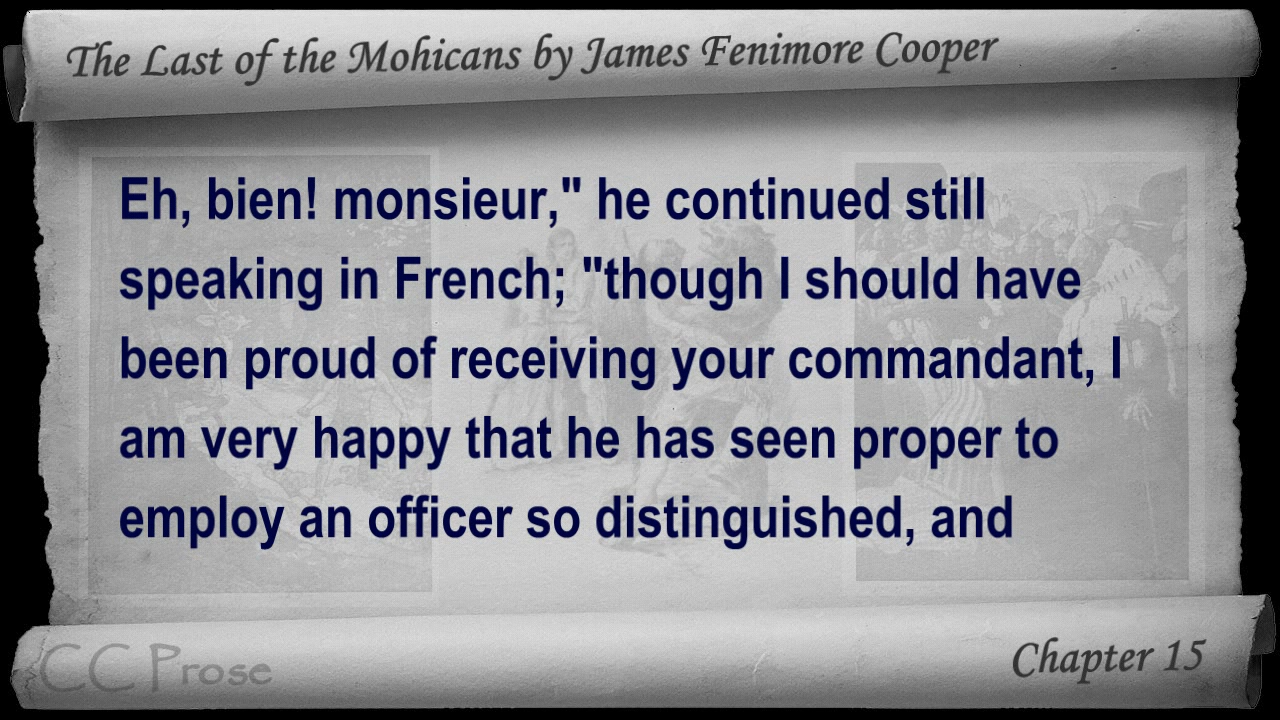 The Last of the Mohicans by James Fenimore Cooper
Eh, bien! monsieur," he continued still
speaking in French; "though I should have
been proud of receiving your commandant, I
am very happy that he has seen proper to
employ an officer so distinguished, and
CC Prose
Chapter 15